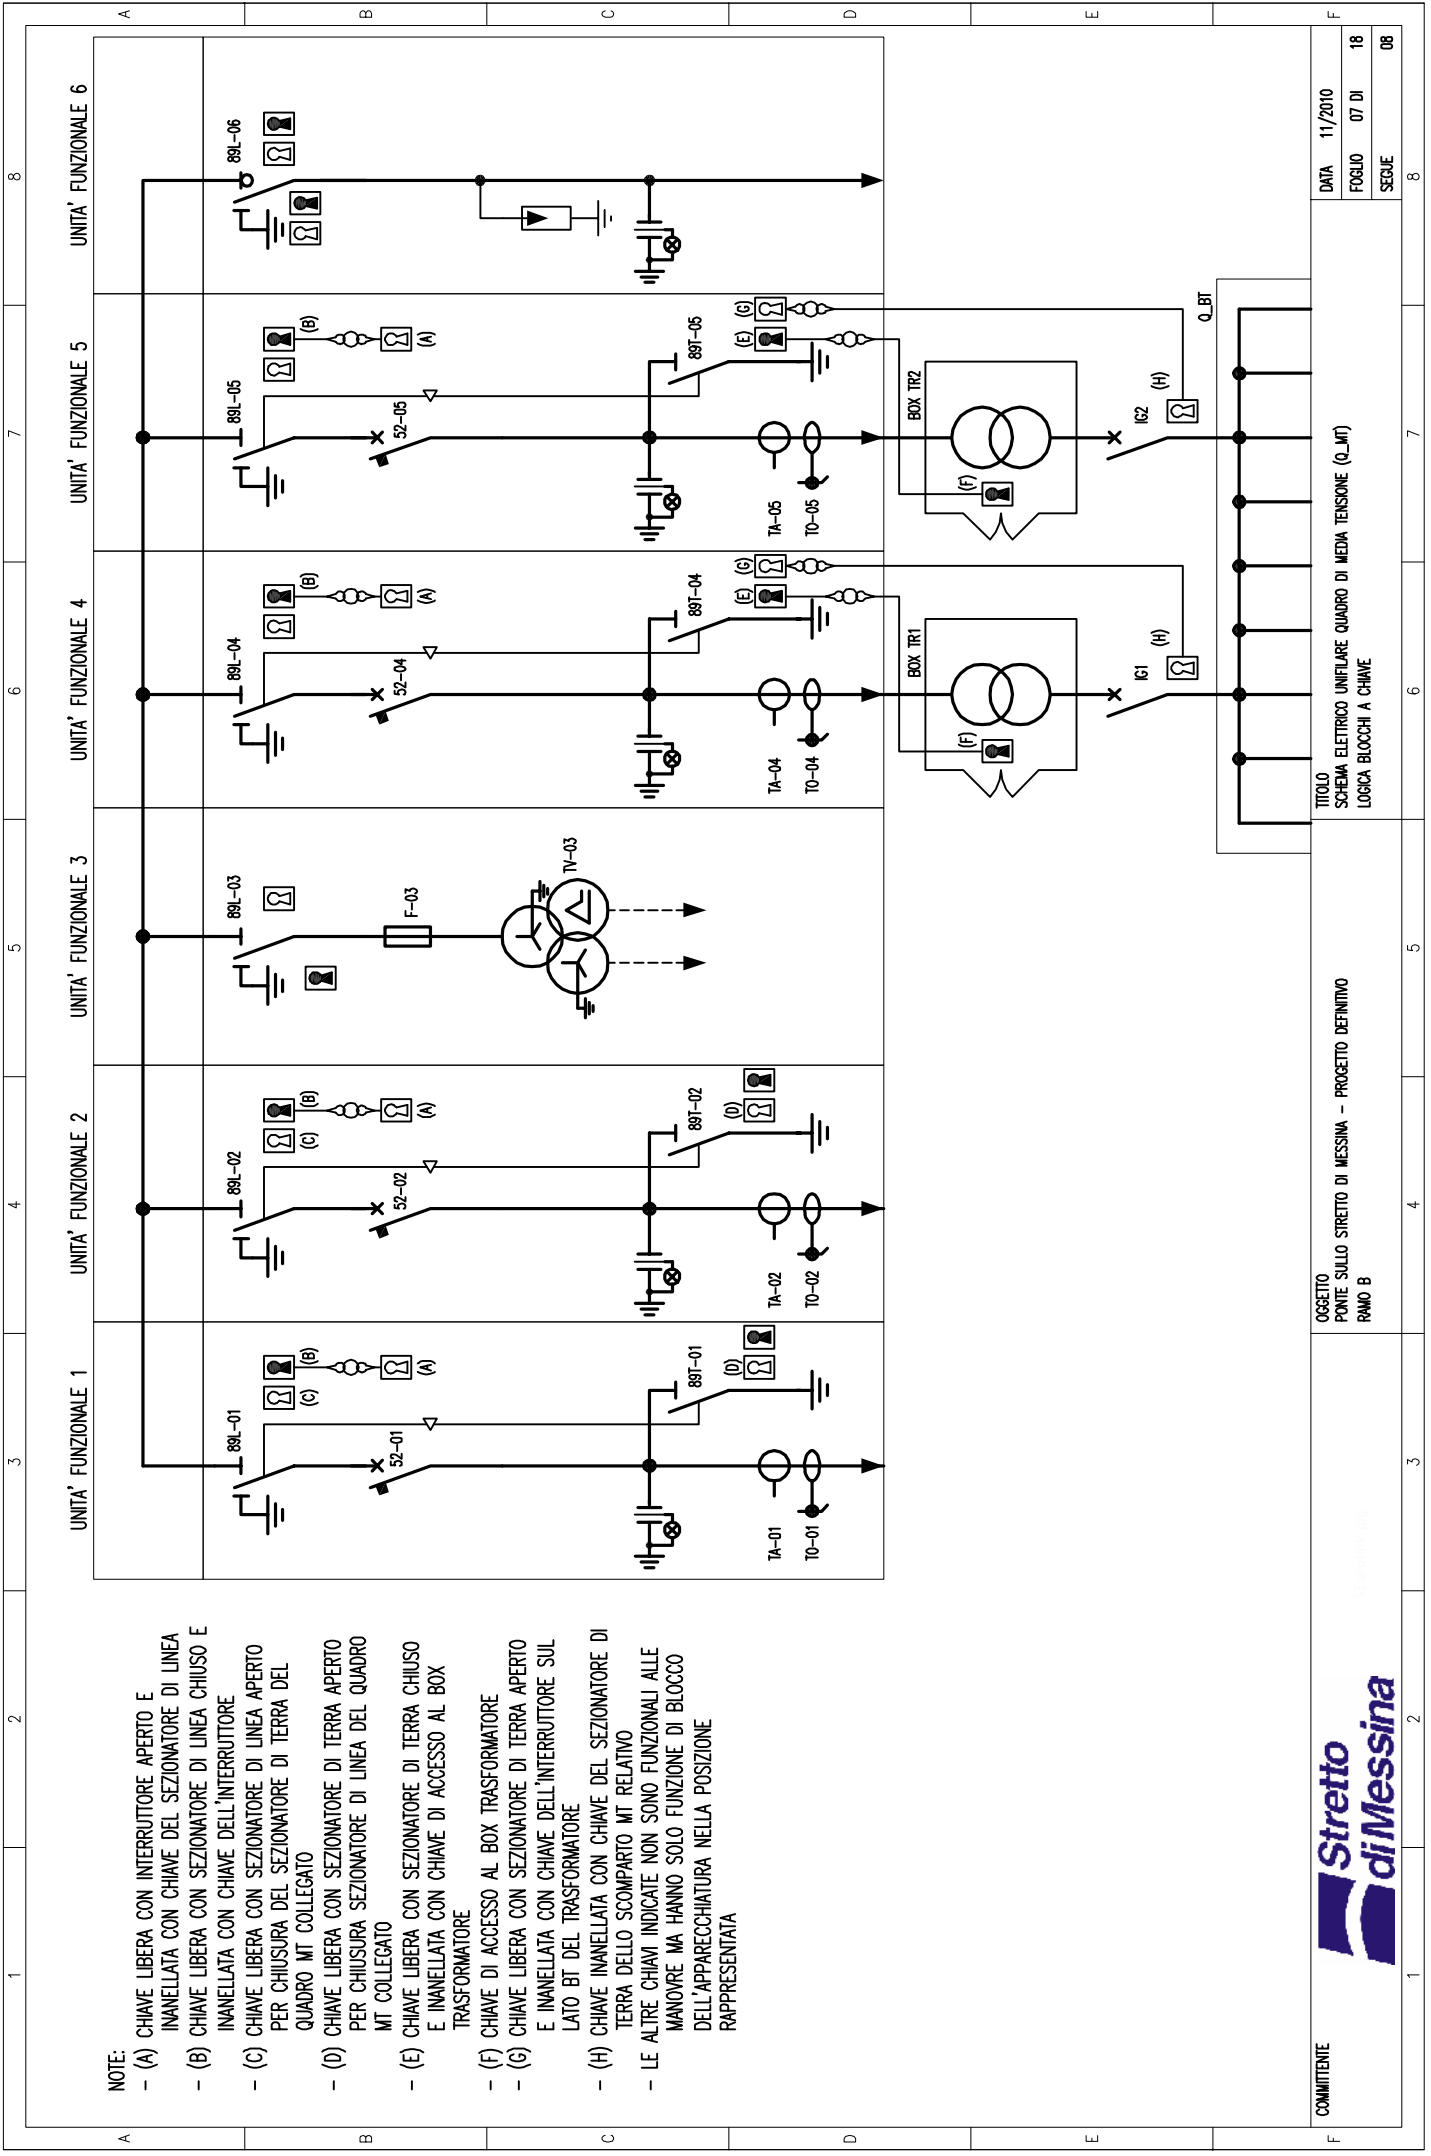 1 2 3 4 5 6 7 8
A
B
C
D
E
F
A
B
C
D
E
F
NOTE:
- (A) CHIAVE LIBERA CON INTERRUTTORE APERTO E
INANELLATA CON CHIAVE DEL SEZIONATORE DI LINEA
- (B) CHIAVE LIBERA CON SEZIONATORE DI LINEA CHIUSO E
INANELLATA CON CHIAVE DELL'INTERRUTTORE
- (C) CHIAVE LIBERA CON SEZIONATORE DI LINEA APERTO
PER CHIUSURA DEL SEZIONATORE DI TERRA DEL
QUADRO MT COLLEGATO
- (D) CHIAVE LIBERA CON SEZIONATORE DI TERRA APERTO
PER CHIUSURA SEZIONATORE DI LINEA DEL QUADRO
MT COLLEGATO
- (E) CHIAVE LIBERA CON SEZIONATORE DI TERRA CHIUSO
E INANELLATA CON CHIAVE DI ACCESSO AL BOX
TRASFORMATORE
- (F) CHIAVE DI ACCESSO AL BOX TRASFORMATORE
- (G) CHIAVE LIBERA CON SEZIONATORE DI TERRA APERTO
E INANELLATA CON CHIAVE DELL'INTERRUTTORE SUL
LATO BT DEL TRASFORMATORE
- (H) CHIAVE INANELLATA CON CHIAVE DEL SEZIONATORE DI
TERRA DELLO SCOMPARTO MT RELATIVO
- LE ALTRE CHIAVI INDICATE NON SONO FUNZIONALI ALLE
MANOVRE MA HANNO SOLO FUNZIONE DI BLOCCO
DELL'APPARECCHIATURA NELLA POSIZIONE
RAPPRESENTATA
UNITA' FUNZIONALE 1
89L-01
(C)
(B)
(A)
52-01
89T-01
(D)
TA-01
TO-01
UNITA' FUNZIONALE 2
89L-02
(C)
(B)
(A)
52-02
89T-02
(D)
TA-02
TO-02
UNITA' FUNZIONALE 3
89L-03
F-03
TV-03
UNITA' FUNZIONALE 4
89L-04
(B)
(A)
52-04
89T-04
(E)
(G)
TA-04
TO-04
BOX TR1
(F)
IG1
(H)
UNITA' FUNZIONALE 5
89L-05
(B)
(A)
52-05
89T-05
(E)
(G)
TA-05
TO-05
BOX TR2
(F)
IG2
(H)
Q_BT
UNITA' FUNZIONALE 6
89L-06
COMMITTENTE
Stretto
di Messina
OGGETTO
PONTE SULLO STRETTO DI MESSINA – PROGETTO DEFINITIVO
RAMO B
TITOLO
SCHEMA ELETTRICO UNIFILARE QUADRO DI MEDIA TENSIONE (Q_MT)
LOGICA BLOCCHI A CHIAVE
DATA 11/2010
FOGLIO 07 DI 18
SEGUE 08
1 2 3 4 5 6 7 8